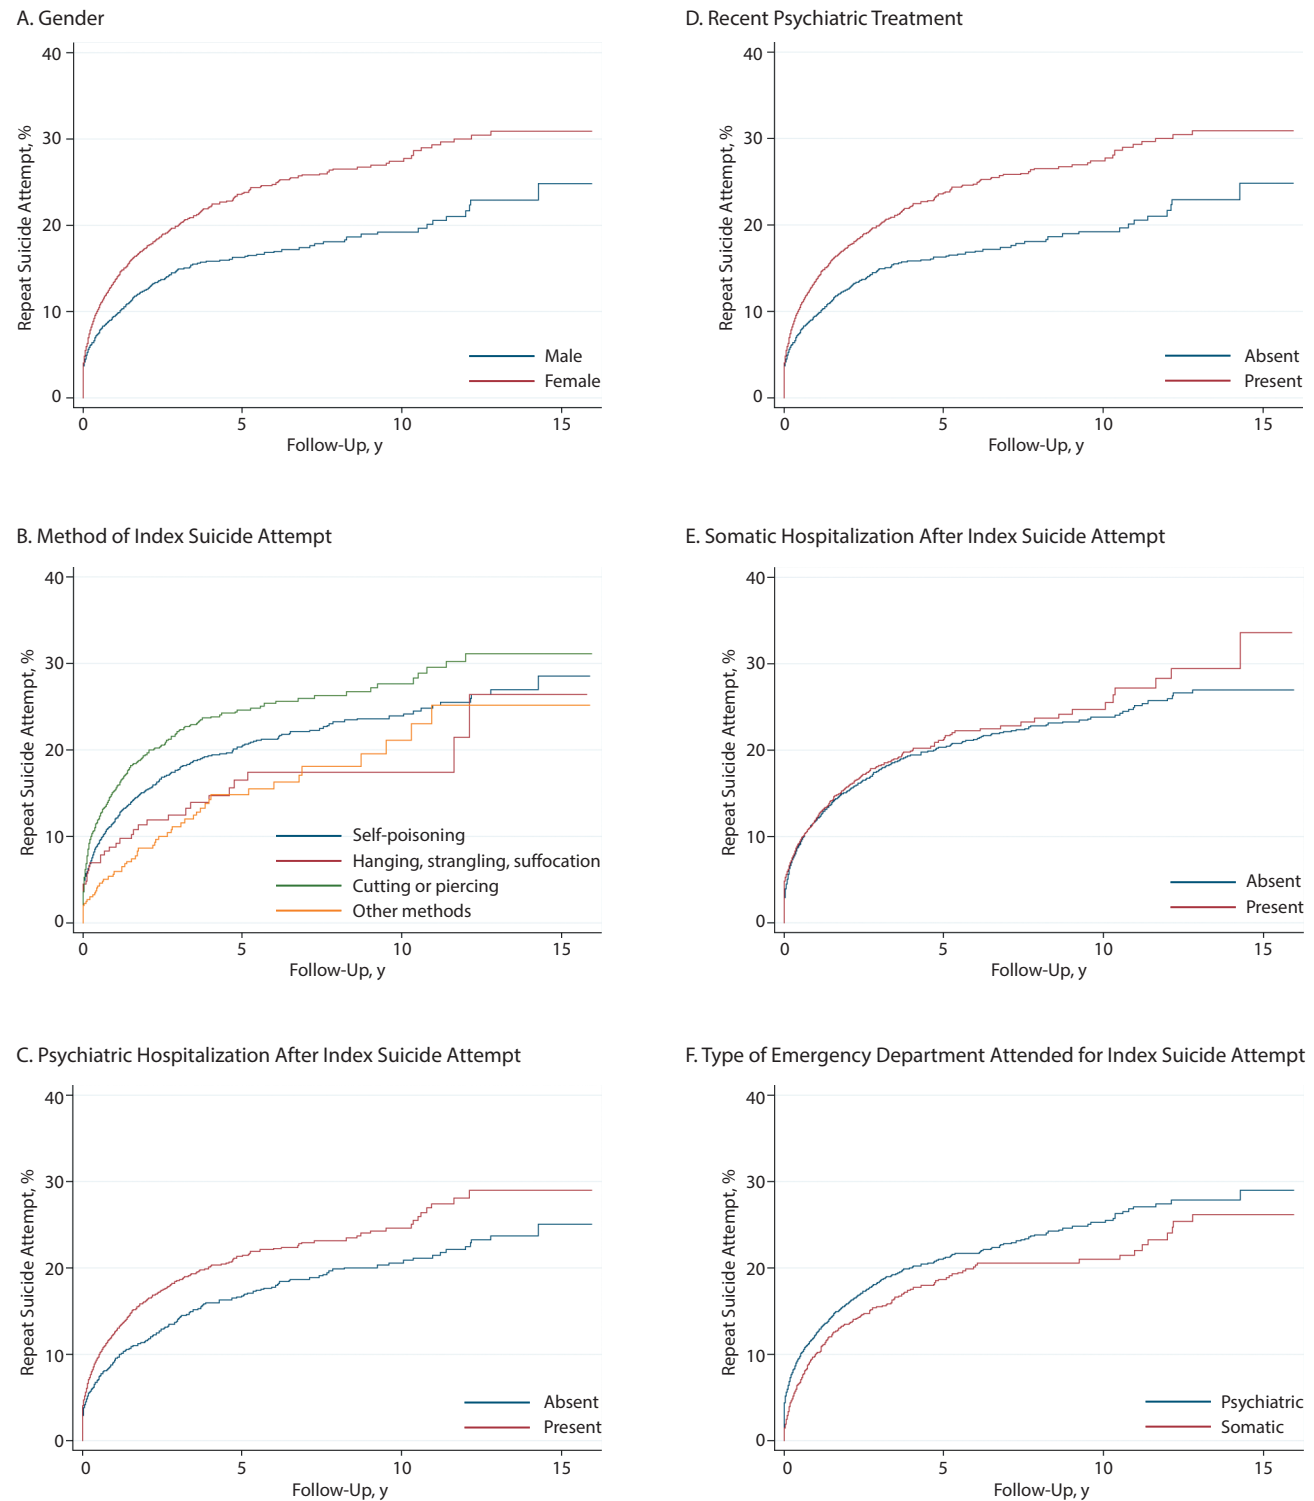 A. Gender
40
30
20
10
0
Repeat Suicide Attempt, %
Male
Female
0 5 10 15
Follow-Up, y
D. Recent Psychiatric Treatment
40
30
20
10
0
Repeat Suicide Attempt, %
Absent
Present
0 5 10 15
Follow-Up, y
B. Method of Index Suicide Attempt
40
30
20
10
0
Repeat Suicide Attempt, %
Self-poisoning
Hanging, strangling, suffocation
Cutting or piercing
Other methods
0 5 10 15
Follow-Up, y
E. Somatic Hospitalization After Index Suicide Attempt
40
30
20
10
0
Repeat Suicide Attempt, %
Absent
Present
0 5 10 15
Follow-Up, y
C. Psychiatric Hospitalization After Index Suicide Attempt
40
30
20
10
0
Repeat Suicide Attempt, %
Absent
Present
0 5 10 15
Follow-Up, y
F. Type of Emergency Department Attended for Index Suicide Attempt
40
30
20
10
0
Repeat Suicide Attempt, %
Psychiatric
Somatic
0 5 10 15
Follow-Up, y